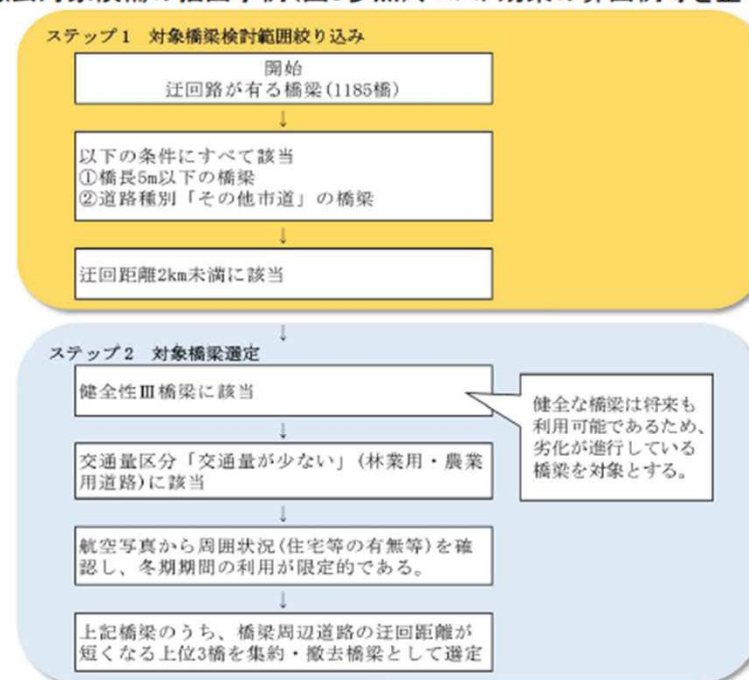 ステップ1 対象橋梁検討範囲絞り込み
開始
迂回路が有る橋梁(1185橋)
↓
以下の条件にすべて該当
①橋長5m以下の橋梁
②道路種別「その他市道」の橋梁
↓
迂回距離2km未満に該当
↓
ステップ2 対象橋梁選定
健全性Ⅲ橋梁に該当
健全な橋梁は将来も
利用可能であるため、
劣化が進行している
橋梁を対象とする。
↓
交通量区分「交通量が少ない」(林業用・農業
用道路)に該当
↓
航空写真から周囲状況(住宅等の有無等)を確
認し、冬期期間の利用が限定的である。
↓
上記橋梁のうち、橋梁周辺道路の迂回距離が
短くなる上位3橋を集約・撤去橋梁として選定